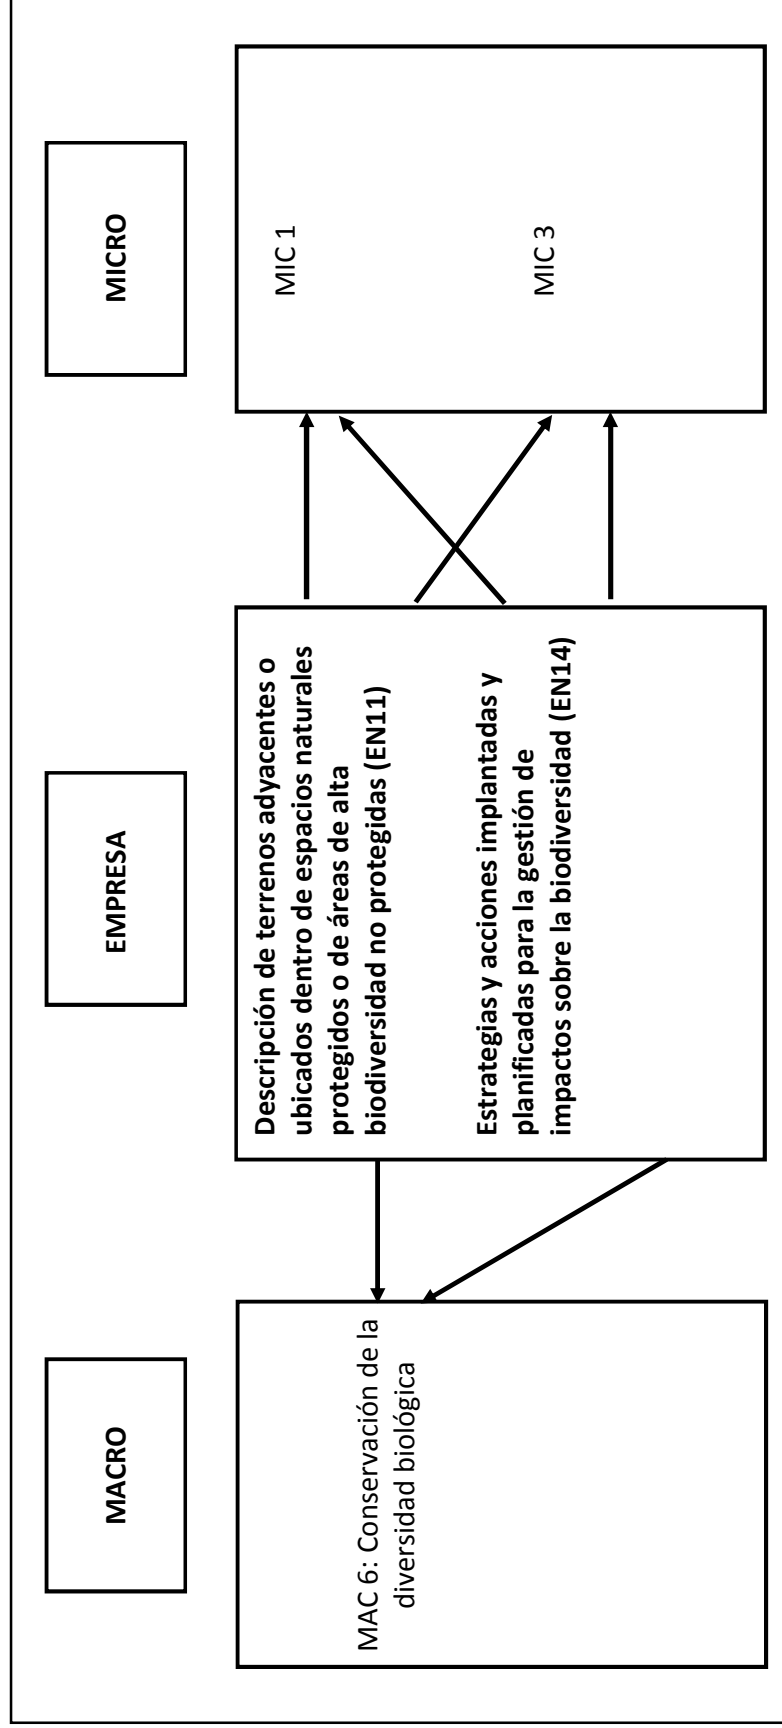 MACRO
EMPRESA
MICRO
MAC 6: Conservación de la
diversidad biológica
Descripción de terrenos adyacentes o
ubicados dentro de espacios naturales
protegidos o de áreas de alta
biodiversidad no protegidas (EN11)
Estrategias y acciones implantadas y
planificadas para la gestión de
impactos sobre la biodiversidad (EN14)
MIC 1
MIC 3